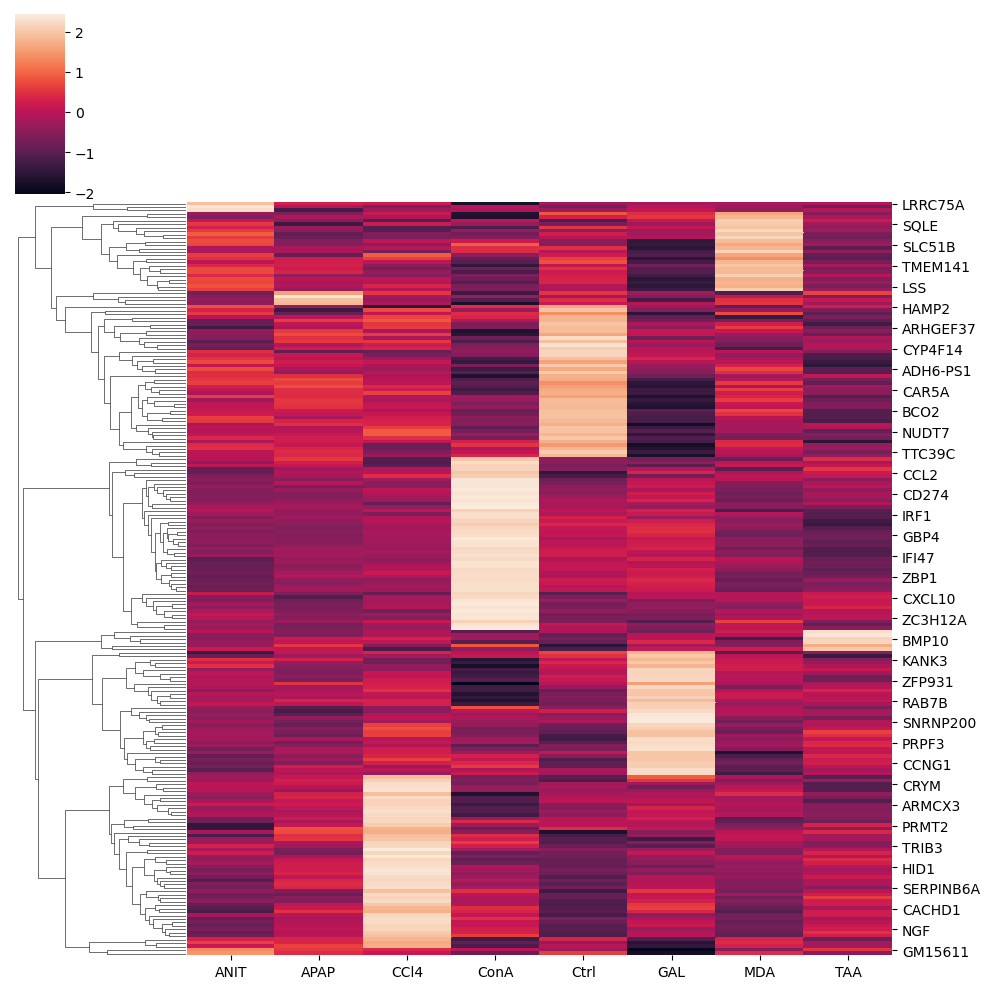 2
1
0
−1
−2
LRRC75A
SQLE
SLC51B
TMEM141
LSS
HAMP2
ARHGEF37
CYP4F14
ADH6-PS1
CAR5A
BCO2
NUDT7
TTC39C
CCL2
CD274
IRF1
GBP4
IFI47
ZBP1
CXCL10
ZC3H12A
BMP10
KANK3
ZFP931
RAB7B
SNRNP200
PRPF3
CCNG1
CRYM
ARMCX3
PRMT2
TRIB3
HID1
SERPINB6A
CACHD1
NGF
GM15611
ANIT APAP CCl4 ConA Ctrl GAL MDA TAA